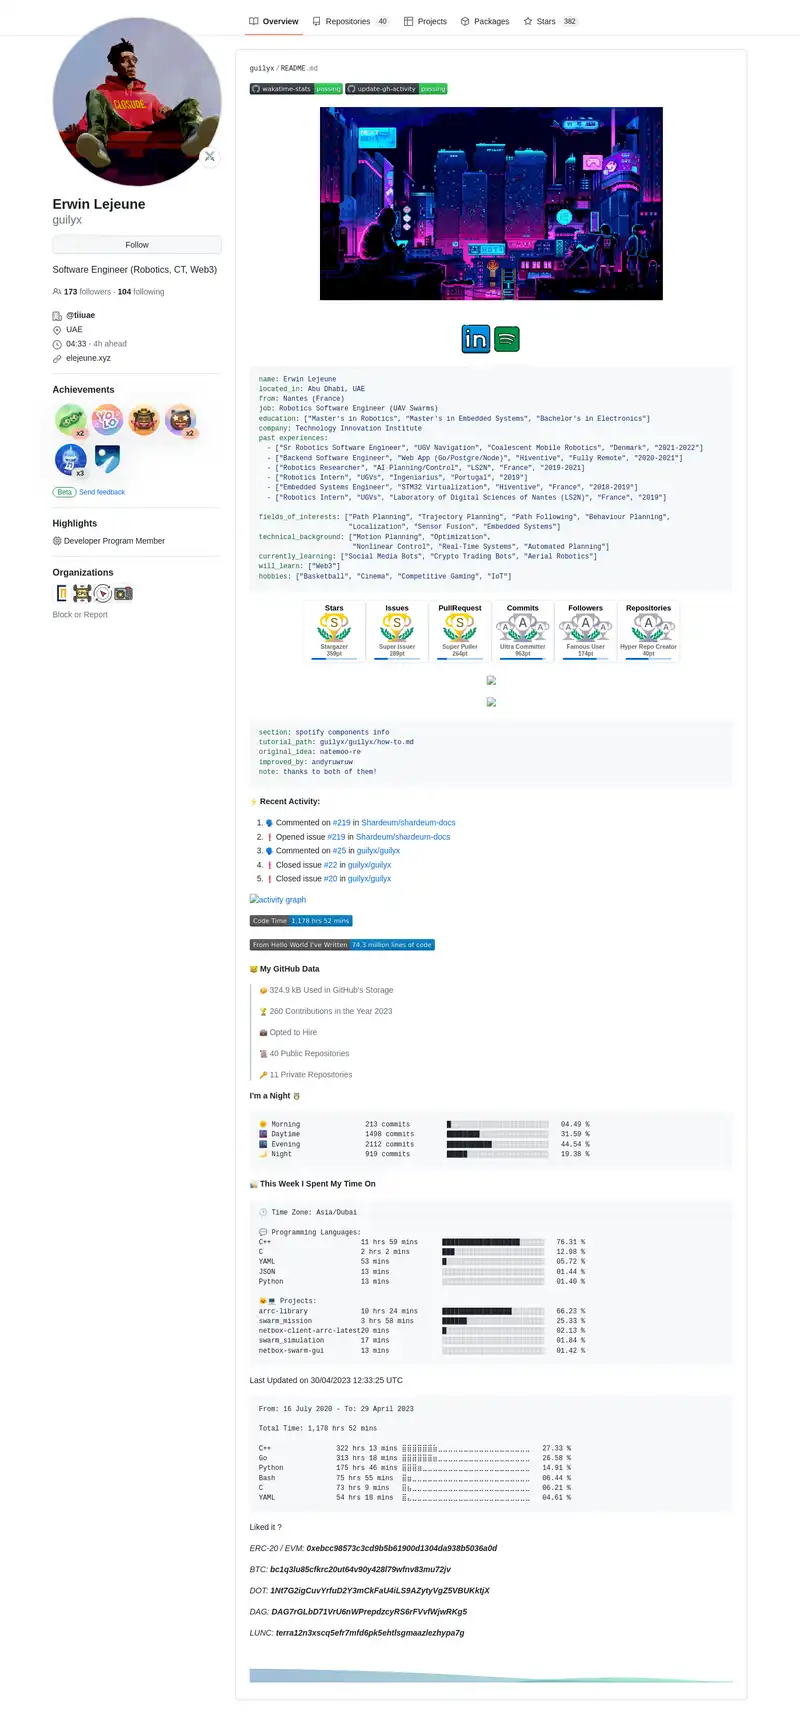 Overview Repositories 40 Projects Packages Stars 382
CLOSURE
Erwin Lejeune
guilyx
Follow
Software Engineer (Robotics, CT, Web3)
173 followers · 104 following
@tiiuae
UAE
04:33 - 4h ahead
elejeune.xyz
Achievements
x2
YOLO
x2
x3
Beta Send feedback
Highlights
Developer Program Member
Organizations
Block or Report
guilyx / README.md
wakatime-stats passing update-gh-activity passing
in
name: Erwin Lejeune
located_in: Abu Dhabi, UAE
from: Nantes (France)
job: Robotics Software Engineer (UAV Swarms)
education: ["Master's in Robotics", "Master's in Embedded Systems", "Bachelor's in Electronics"]
company: Technology Innovation Institute
past experiences:
- ["Sr Robotics Software Engineer", "UGV Navigation", "Coalescent Mobile Robotics", "Denmark", "2021-2022"]
- ["Backend Software Engineer", "Web App (Go/Postgre/Node)", "Hiventive", "Fully Remote", "2020-2021"]
- ["Robotics Researcher", "AI Planning/Control", "LS2N", "France", "2019-2021]
- ["Robotics Intern", "UGVs", "Ingeniarius", "Portugal", "2019"]
- ["Embedded Systems Engineer", "STM32 Virtualization", "Hiventive", "France", "2018-2019"]
- ["Robotics Intern", "UGVs", "Laboratory of Digital Sciences of Nantes (LS2N)", "France", "2019"]
fields_of_interests: ["Path Planning", "Trajectory Planning", "Path Following", "Behaviour Planning",
"Localization", "Sensor Fusion", "Embedded Systems"]
technical_background: ["Motion Planning", "Optimization",
"Nonlinear Control", "Real-Time Systems", "Automated Planning"]
currently_learning: ["Social Media Bots", "Crypto Trading Bots", "Aerial Robotics"]
will_learn: ["Web3"]
hobbies: ["Basketball", "Cinema", "Competitive Gaming", "IoT"]
Stars Issues PullRequest Commits Followers Repositories
S S S A A A A A A A A A
Stargazer Super Issuer Super Puller Ultra Committer Famous User Hyper Repo Creator
359pt 289pt 264pt 963pt 174pt 40pt
section: spotify components info
tutorial_path: guilyx/guilyx/how-to.md
original_idea: natemoo-re
improved_by: andyruwruw
note: thanks to both of them!
⚡ Recent Activity:
1. 🗣 Commented on #219 in Shardeum/shardeum-docs
2. ❗ Opened issue #219 in Shardeum/shardeum-docs
3. 🗣 Commented on #25 in guilyx/guilyx
4. ❗ Closed issue #22 in guilyx/guilyx
5. ❗ Closed issue #20 in guilyx/guilyx
activity graph
Code Time 1,178 hrs 52 mins
From Hello World I've Written 74.3 million lines of code
🐱 My GitHub Data
📦 324.9 kB Used in GitHub's Storage
🏆 260 Contributions in the Year 2023
💼 Opted to Hire
📜 40 Public Repositories
🔑 11 Private Repositories
I'm a Night 🦉
🌞 Morning 213 commits 04.49 %
🌆 Daytime 1498 commits 31.59 %
🌃 Evening 2112 commits 44.54 %
🌙 Night 919 commits 19.38 %
📊 This Week I Spent My Time On
🕑 Time Zone: Asia/Dubai
💬 Programming Languages:
C++ 11 hrs 59 mins 76.31 %
C 2 hrs 2 mins 12.98 %
YAML 53 mins 05.72 %
JSON 13 mins 01.44 %
Python 13 mins 01.40 %
🐱💻 Projects:
arrc-library 10 hrs 24 mins 66.23 %
swarm_mission 3 hrs 58 mins 25.33 %
netbox-client-arrc-latest20 mins 02.13 %
swarm_simulation 17 mins 01.84 %
netbox-swarm-gui 13 mins 01.42 %
Last Updated on 30/04/2023 12:33:25 UTC
From: 16 July 2020 - To: 29 April 2023
Total Time: 1,178 hrs 52 mins
C++ 322 hrs 13 mins 27.33 %
Go 313 hrs 18 mins 26.58 %
Python 175 hrs 46 mins 14.91 %
Bash 75 hrs 55 mins 06.44 %
C 73 hrs 9 mins 06.21 %
YAML 54 hrs 18 mins 04.61 %
Liked it ?
ERC-20 / EVM: 0xebcc98573c3cd9b5b61900d1304da938b5036a0d
BTC: bc1q3lu85cfkrc20ut64v90y428l79wfnv83mu72jv
DOT: 1Nt7G2igCuvYrfuD2Y3mCkFaU4iLS9AZytyVgZ5VBUKktjX
DAG: DAG7rGLbD71VrU6nWPrepdzcyRS6rFVvfWjwRKg5
LUNC: terra12n3xscq5efr7mfd6pk5ehtlsgmaazlezhypa7g